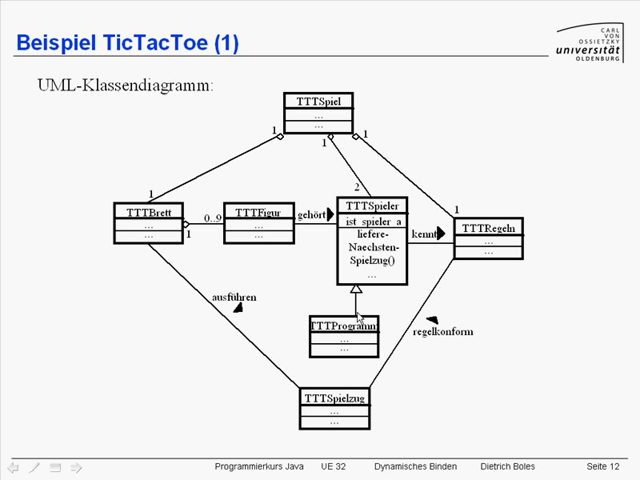 Beispiel TicTacToe (1)
CARL
VON
OSSIETZKY
universität
OLDENBURG
UML-Klassendiagramm:
TTTSpiel
...
...
1
1
1
1
2
1
TTTBrett
...
...
1
0..9
TTTFigur
...
...
gehört
TTTSpieler
ist_spieler_a
liefere-
Naechsten-
Spielzug()
...
kennt
TTTRegeln
...
...
ausführen
TTTProgramm
...
...
regelkonform
TTTSpielzug
...
...
Programmierkurs Java UE 32 Dynamisches Binden Dietrich Boles Seite 12